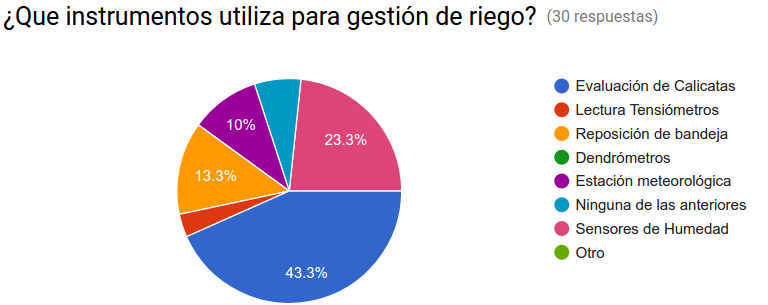 ¿Que instrumentos utiliza para gestión de riego? (30 respuestas)
Evaluación de Calicatas
Lectura Tensiómetros
Reposición de bandeja
Dendrómetros
Estación meteorológica
Ninguna de las anteriores
Sensores de Humedad
Otro
10%
23.3%
13.3%
43.3%